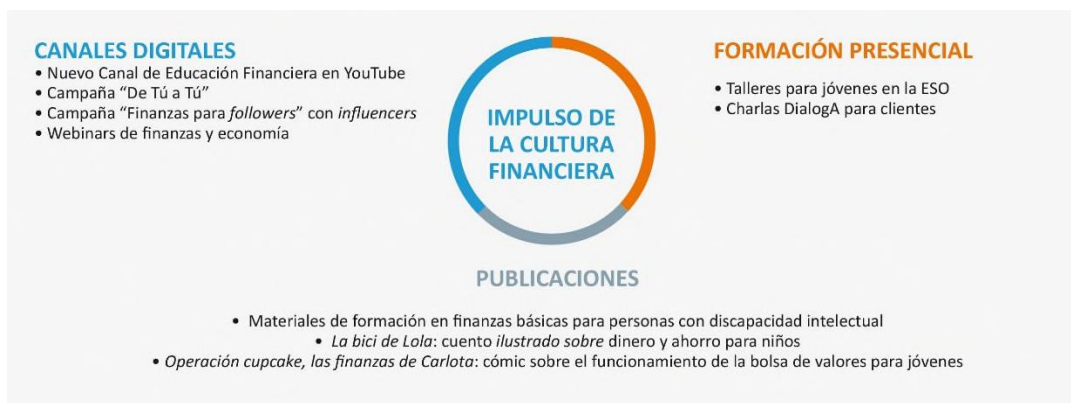 CANALES DIGITALES
• Nuevo Canal de Educación Financiera en YouTube
• Campaña “De Tú a Tú”
• Campaña “Finanzas para followers” con influencers
• Webinars de finanzas y economía
IMPULSO DE
LA CULTURA
FINANCIERA
FORMACIÓN PRESENCIAL
• Talleres para jóvenes en la ESO
• Charlas DialogA para clientes
PUBLICACIONES
• Materiales de formación en finanzas básicas para personas con discapacidad intelectual
• La bici de Lola: cuento ilustrado sobre dinero y ahorro para niños
• Operación cupcake, las finanzas de Carlota: cómic sobre el funcionamiento de la bolsa de valores para jóvenes